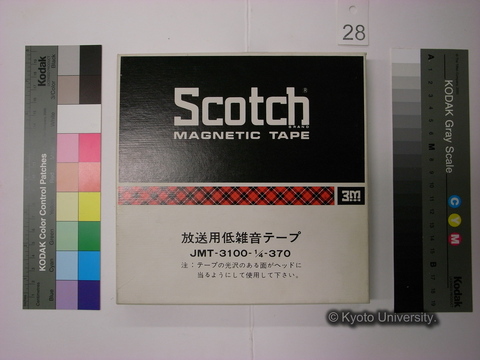 28
Scotch®
BRAND
MAGNETIC TAPE
3M
放送用低雑音テープ
JMT-3100-¼-370
注：テープの光沢のある面がヘッドに
当るようにして使用して下さい。
Kodak
KODAK Color Control Patches
KODAK Gray Scale
C
Y
M
Kodak
© Kyoto University.